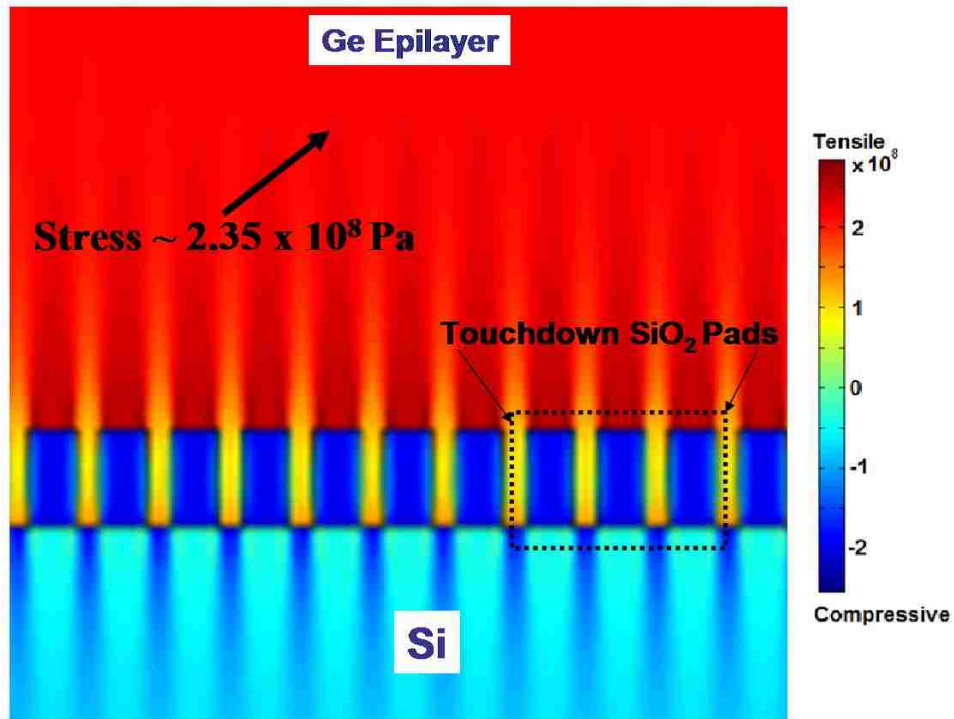 Ge Epilayer
Stress ~ 2.35 x 10⁸ Pa
Touchdown SiO₂ Pads
Si
Tensile
x 10⁸
2
1
0
-1
-2
Compressive